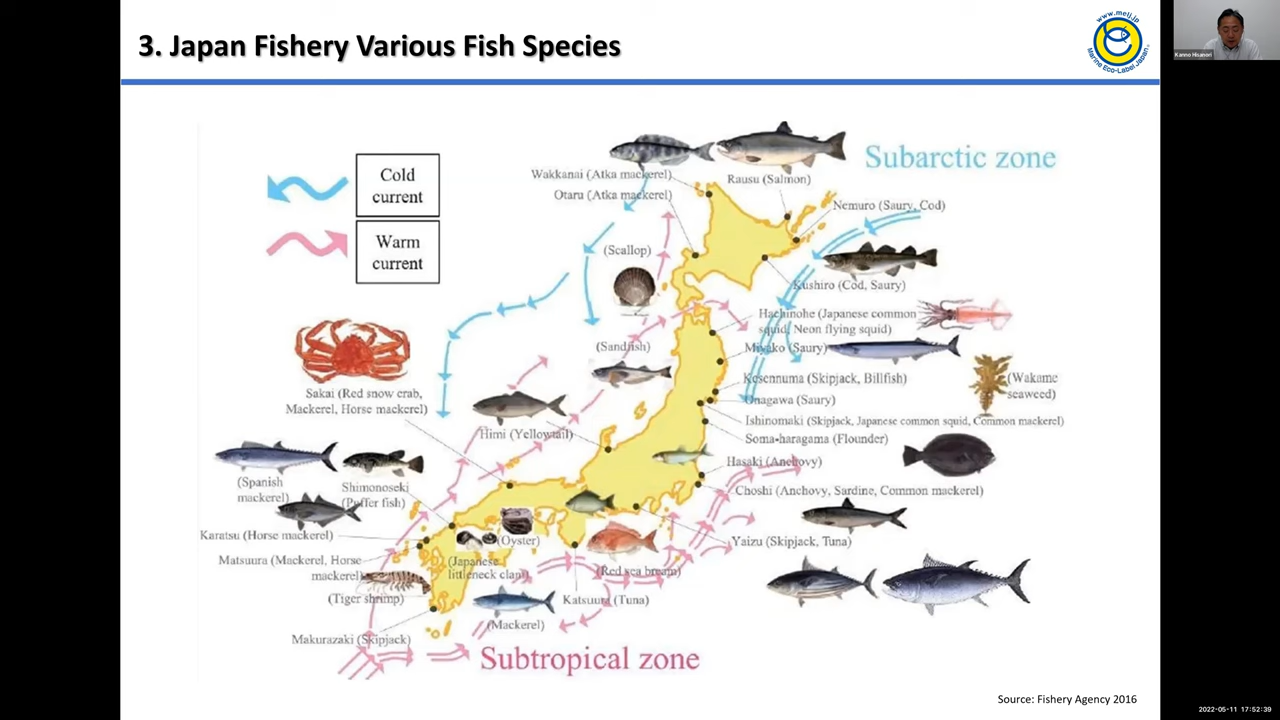 3. Japan Fishery Various Fish Species
www.melj.jp
Marine Eco-Label Japan
Kanno Hisanori
Cold
current
Warm
current
Subarctic zone
Wakkanai (Atka mackerel)
Rausu (Salmon)
Otaru (Atka mackerel)
Nemuro (Saury, Cod)
(Scallop)
Kushiro (Cod, Saury)
Hachinohe (Japanese common
squid, Neon flying squid)
(Sandfish)
Miyako (Saury)
Kesennuma (Skipjack, Billfish)
(Wakame
seaweed)
Onagawa (Saury)
Sakai (Red snow crab,
Mackerel, Horse mackerel)
Ishinomaki (Skipjack, Japanese common squid, Common mackerel)
Himi (Yellowtail)
Soma-haragama (Flounder)
Hasaki (Anchovy)
(Spanish
mackerel)
Shimonoseki
(Puffer fish)
Choshi (Anchovy, Sardine, Common mackerel)
Karatsu (Horse mackerel)
(Oyster)
Yaizu (Skipjack, Tuna)
Matsuura (Mackerel, Horse
mackerel)
(Japanese
littleneck clam)
(Red sea bream)
(Tiger shrimp)
Katsuura (Tuna)
(Mackerel)
Makurazaki (Skipjack)
Subtropical zone
Source: Fishery Agency 2016
2022-05-11 17:52:39